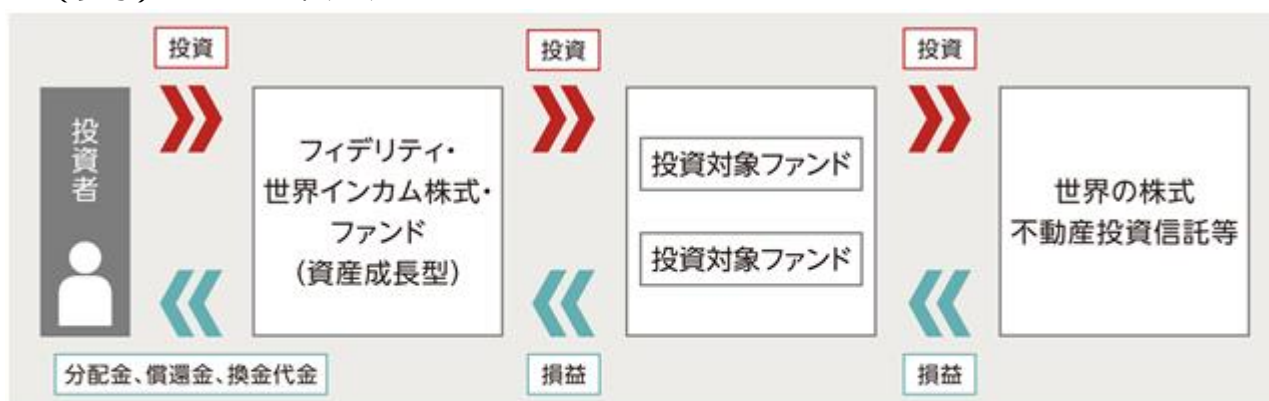 投資
投資
投資
投資者
フィデリティ・
世界インカム株式・
ファンド
（資産成長型）
投資対象ファンド
投資対象ファンド
世界の株式
不動産投資信託等
分配金、償還金、換金代金
損益
損益